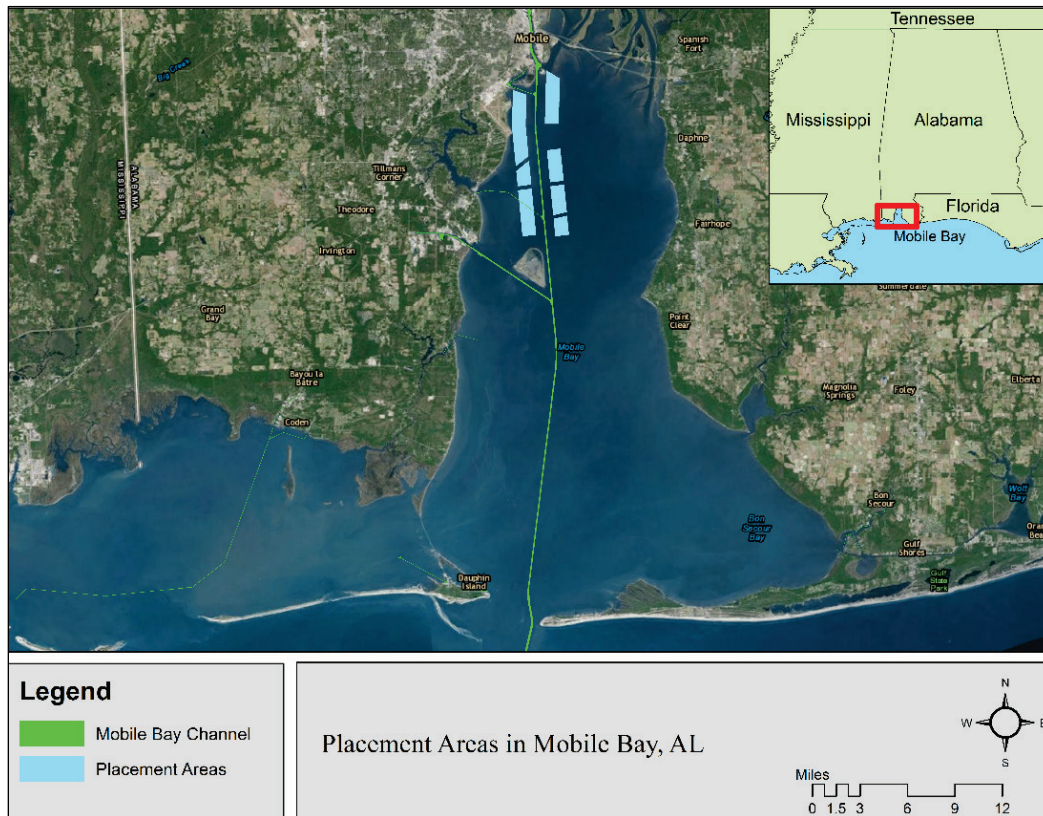 Tennessee
Mississippi
Alabama
Florida
Mobile Bay
Mobile
Spanish
Fort
Big Creek
ALABAMA
MISSISSIPPI
Daphne
Tillmans
Corner
Theodore
Fairhope
Irvington
Summerdale
Grand
Bay
Point
Clear
Mobile
Bay
Bayou la
Batre
Magnolia
Springs
Foley
Elberta
Coden
Bon
Secour
Wolf
Bay
Bon
Secour
Bay
Gulf
Shores
Dauphin
Island
Gulf
State
Park
Legend
Mobile Bay Channel
Placement Areas
Placement Areas in Mobile Bay, AL
N
W
E
S
Miles
0 1.5 3 6 9 12